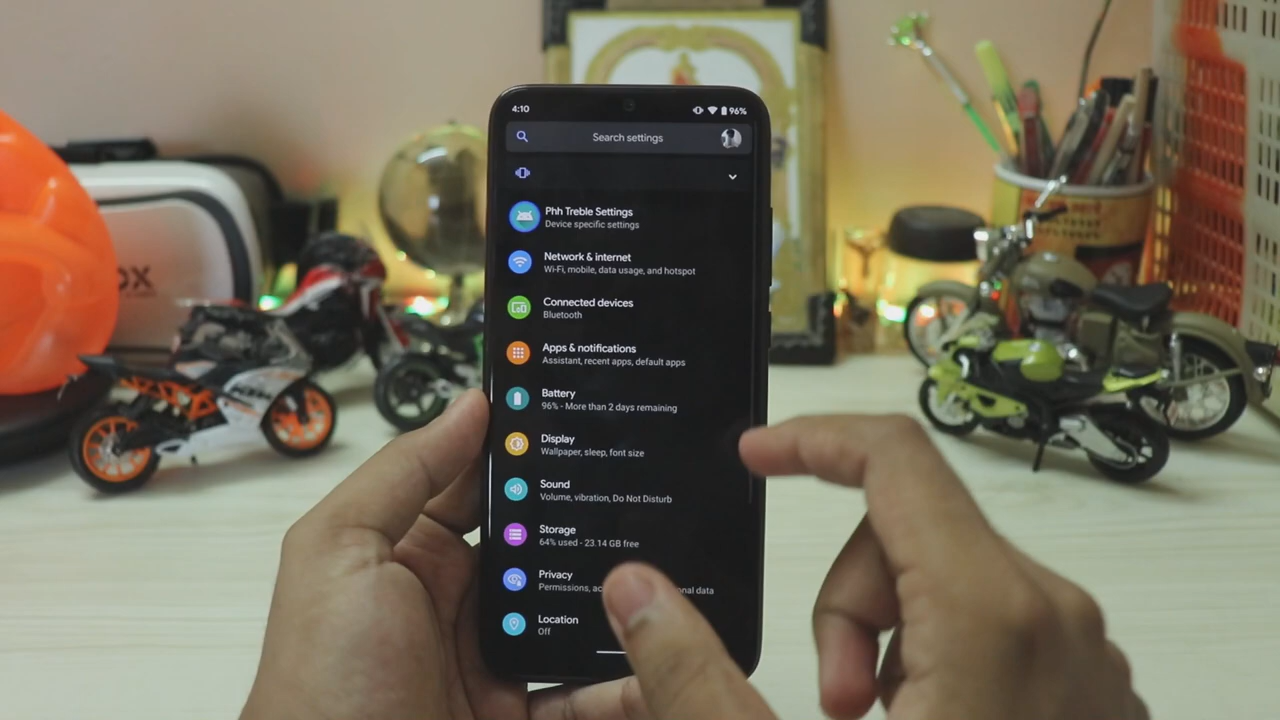 4:10
96%
Search settings
Phh Treble Settings
Device specific settings
Network & internet
Wi-Fi, mobile, data usage, and hotspot
Connected devices
Bluetooth
Apps & notifications
Assistant, recent apps, default apps
Battery
96% - More than 2 days remaining
Display
Wallpaper, sleep, font size
Sound
Volume, vibration, Do Not Disturb
Storage
64% used - 23.14 GB free
Privacy
Permissions, data
Location
Off
KTM